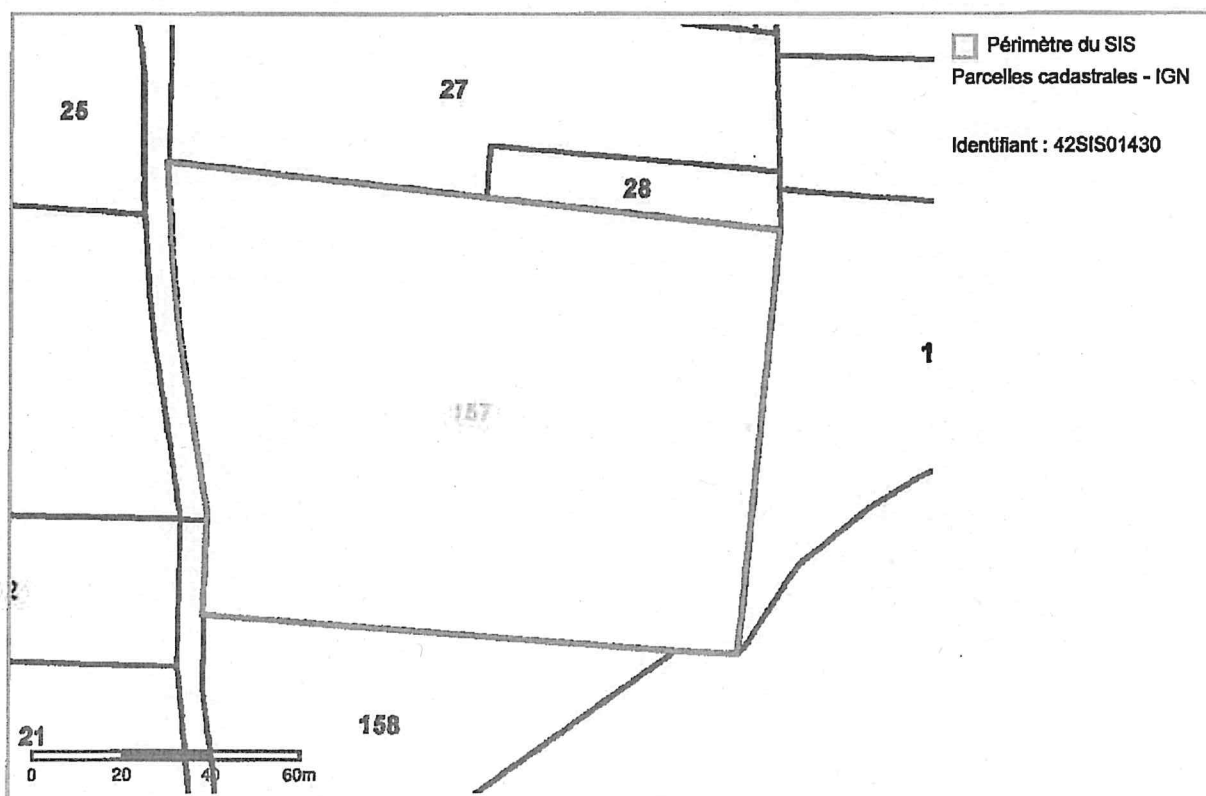 Périmètre du SIS
Parcelles cadastrales - IGN
Identifiant : 42SIS01430
25
27
28
1
157
2
158
21
0 20 40 60m